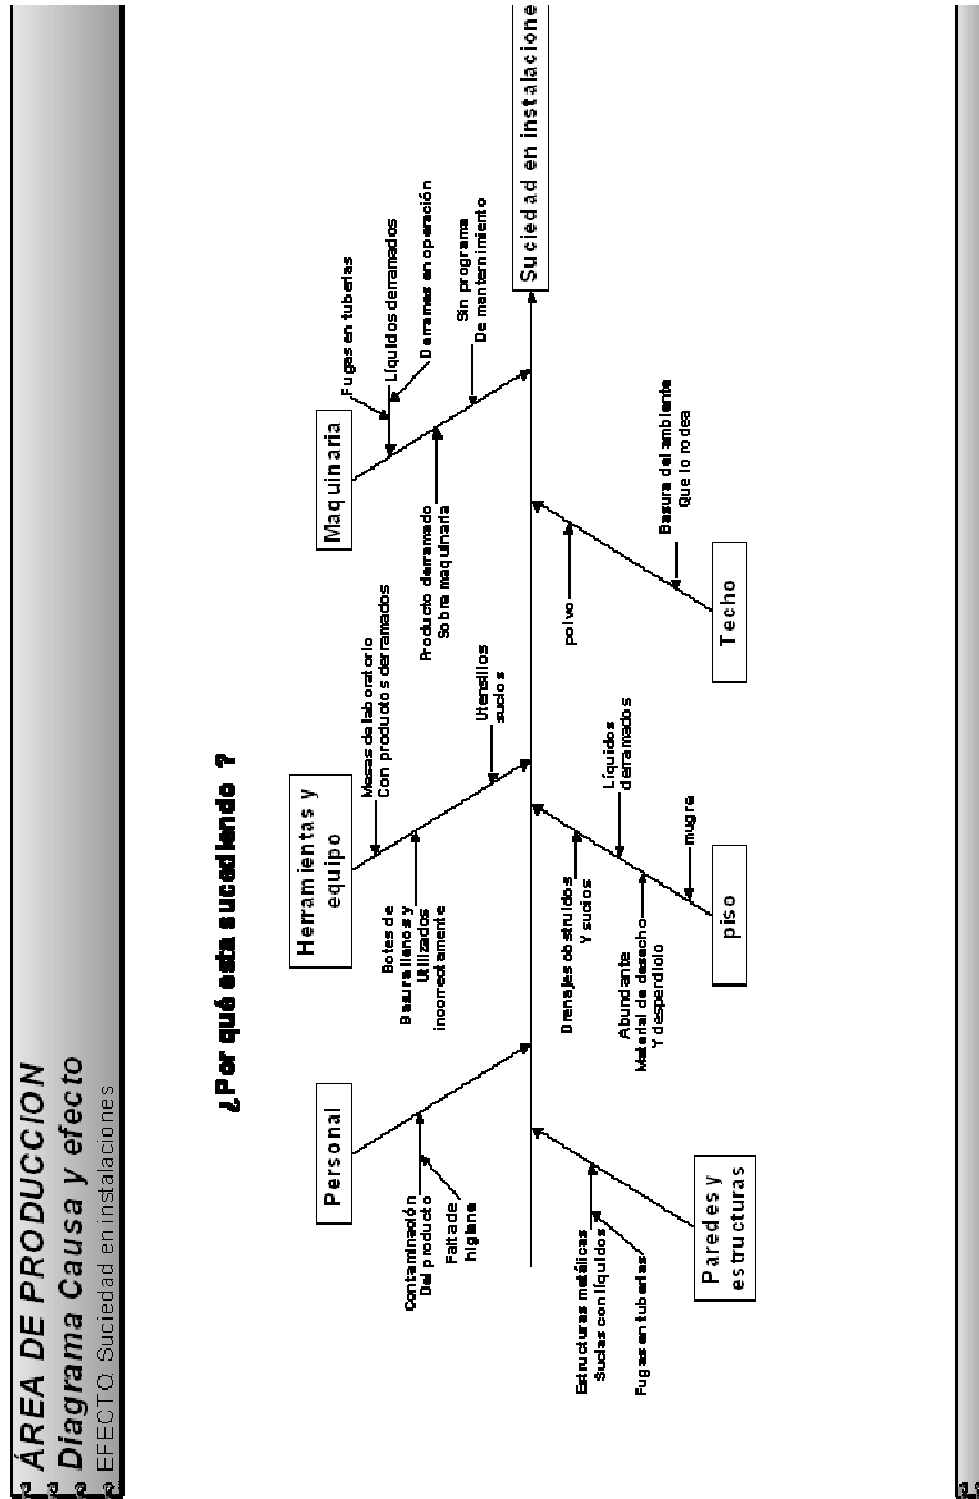 ÁREA DE PRODUCCION
Diagrama Causa y efecto
EFECTO: Suciedad en instalaciones
¿Por qué esta sucediendo ?
Personal
Contaminación
Del producto
Falta de
higiene
Herramientas y
equipo
Mesas de laboratorio
Con productos derramados
Botes de
Basura llenos y
Utilizados
incorrectamente
Utensilios
sucios
Maquinaria
Fugas en tuberías
Líquidos derramados
Derrames en operación
Producto derramado
Sobra maquinaria
Sin programa
De mantenimiento
Suciedad en instalacione
Paredes y
estructuras
Estructuras metálicas
Sucias con líquidos
Fugas en tuberías
piso
Drenajes obstruidos
Y sucios
Líquidos
derramados
Abundante
Material de desecho
Y desperdicio
mugre
Techo
polvo
Basura del ambiente
Que lo rodea